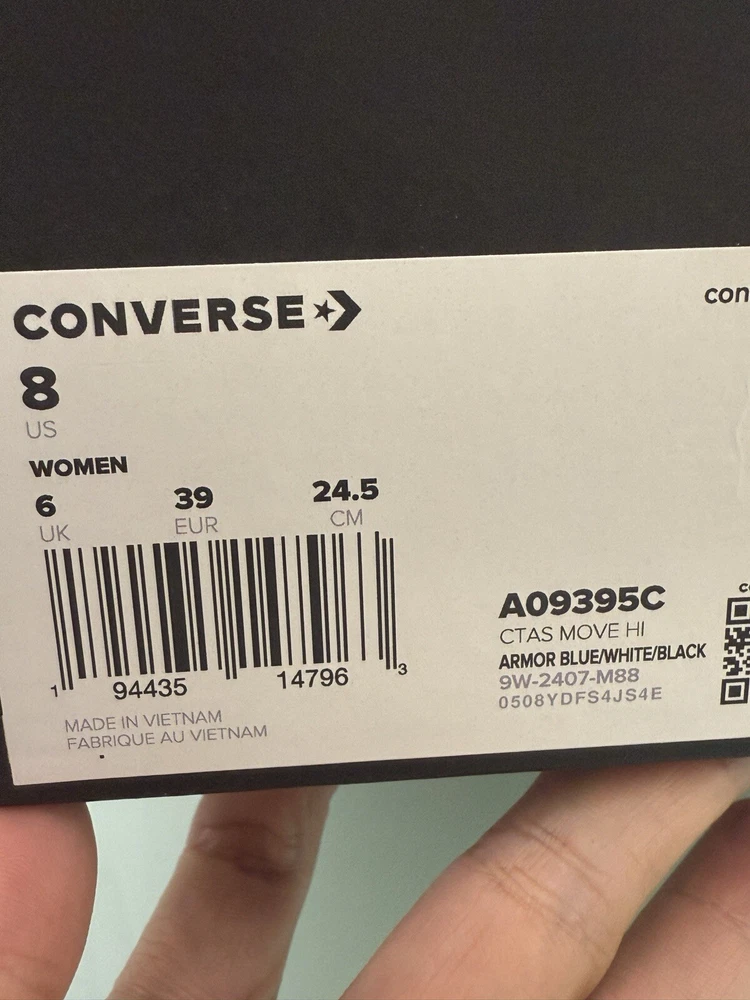 CONVERSE
con
8
US
WOMEN
6 39 24.5
UK EUR CM
1 94435 14796 3
MADE IN VIETNAM
FABRIQUE AU VIETNAM
A09395C
CTAS MOVE HI
ARMOR BLUE/WHITE/BLACK
9W-2407-M88
0508YDFS4JS4E